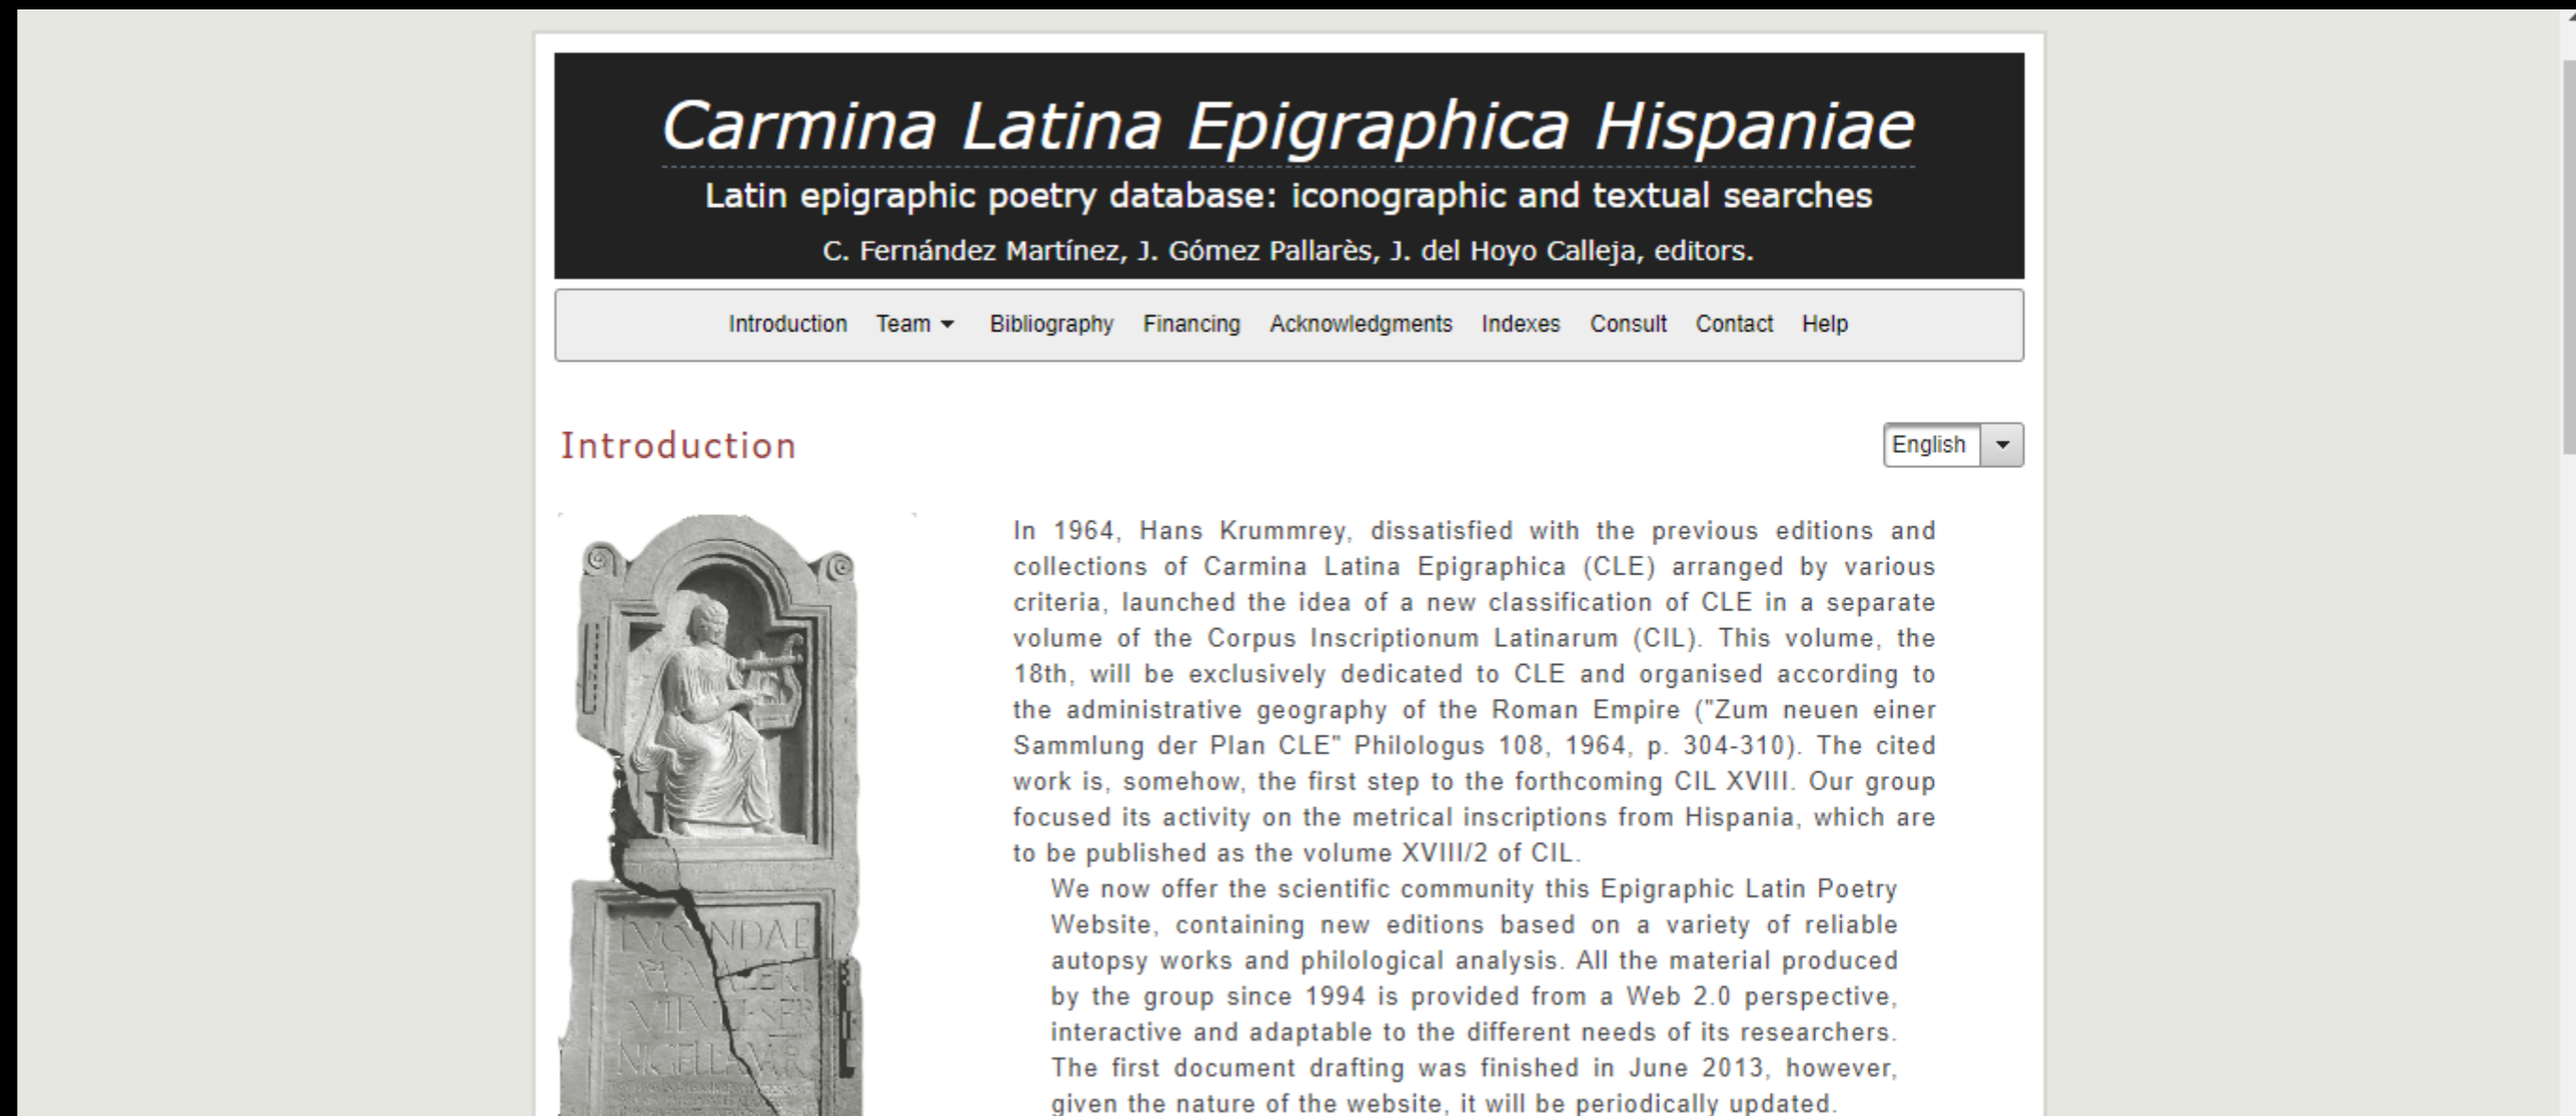 Carmina Latina Epigraphica Hispaniae
Latin epigraphic poetry database: iconographic and textual searches
C. Fernández Martínez, J. Gómez Pallarès, J. del Hoyo Calleja, editors.
Introduction Team Bibliography Financing Acknowledgments Indexes Consult Contact Help
Introduction
English
In 1964, Hans Krummrey, dissatisfied with the previous editions and
collections of Carmina Latina Epigraphica (CLE) arranged by various
criteria, launched the idea of a new classification of CLE in a separate
volume of the Corpus Inscriptionum Latinarum (CIL). This volume, the
18th, will be exclusively dedicated to CLE and organised according to
the administrative geography of the Roman Empire ("Zum neuen einer
Sammlung der Plan CLE" Philologus 108, 1964, p. 304-310). The cited
work is, somehow, the first step to the forthcoming CIL XVIII. Our group
focused its activity on the metrical inscriptions from Hispania, which are
to be published as the volume XVIII/2 of CIL.
We now offer the scientific community this Epigraphic Latin Poetry
Website, containing new editions based on a variety of reliable
autopsy works and philological analysis. All the material produced
by the group since 1994 is provided from a Web 2.0 perspective,
interactive and adaptable to the different needs of its researchers.
The first document drafting was finished in June 2013, however,
given the nature of the website, it will be periodically updated.